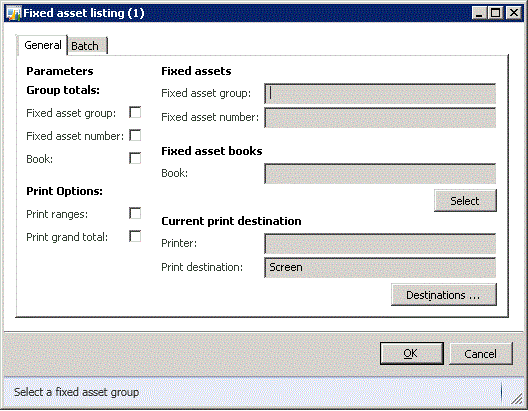 Fixed asset listing (1)
General
Batch
Parameters
Group totals:
Fixed asset group:
Fixed asset number:
Book:
Print Options:
Print ranges:
Print grand total:
Fixed assets
Fixed asset group:
Fixed asset number:
Fixed asset books
Book:
Select
Current print destination
Printer:
Print destination: Screen
Destinations ...
OK
Cancel
Select a fixed asset group